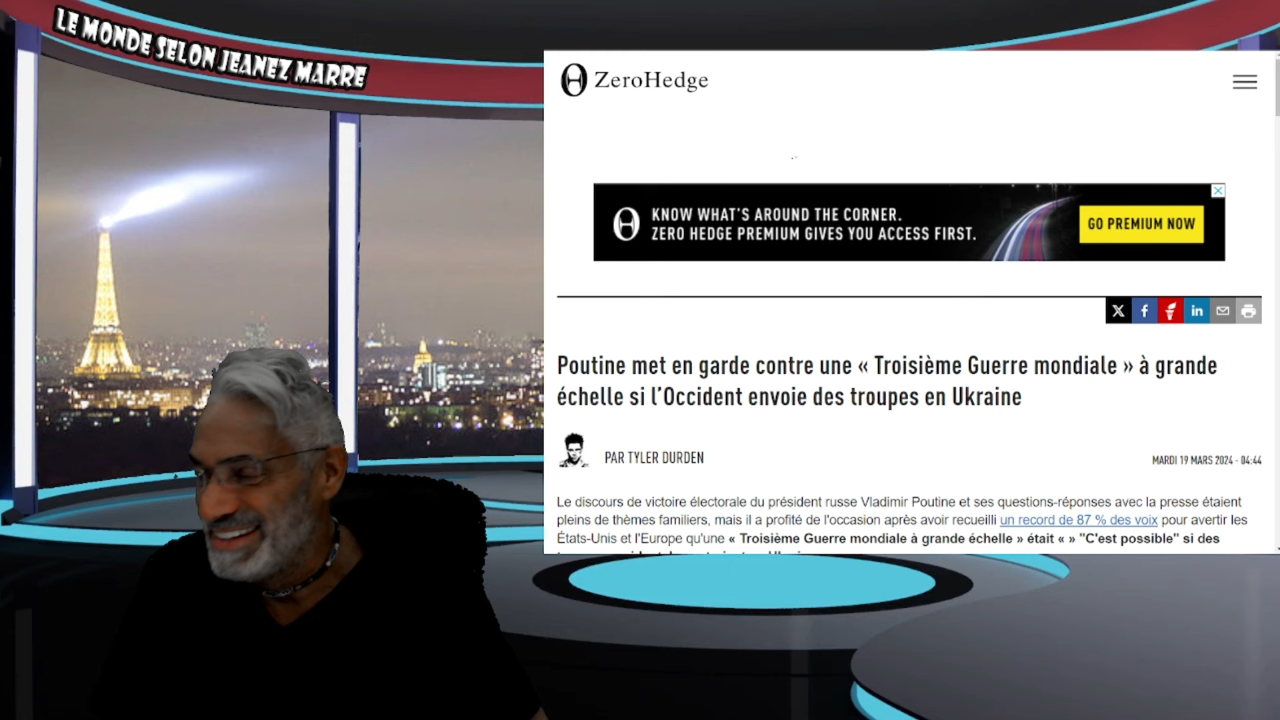 LE MONDE SELON JEANEZ MARRE
ZeroHedge
KNOW WHAT'S AROUND THE CORNER.
ZERO HEDGE PREMIUM GIVES YOU ACCESS FIRST.
GO PREMIUM NOW
Poutine met en garde contre une « Troisième Guerre mondiale » à grande
échelle si l'Occident envoie des troupes en Ukraine
PAR TYLER DURDEN
MARDI 19 MARS 2024 - 04:44
Le discours de victoire électorale du président russe Vladimir Poutine et ses questions-réponses avec la presse étaient
pleins de thèmes familiers, mais il a profité de l'occasion après avoir recueilli un record de 87 % des voix pour avertir les
États-Unis et l'Europe qu'une « Troisième Guerre mondiale à grande échelle » était « » "C'est possible" si des